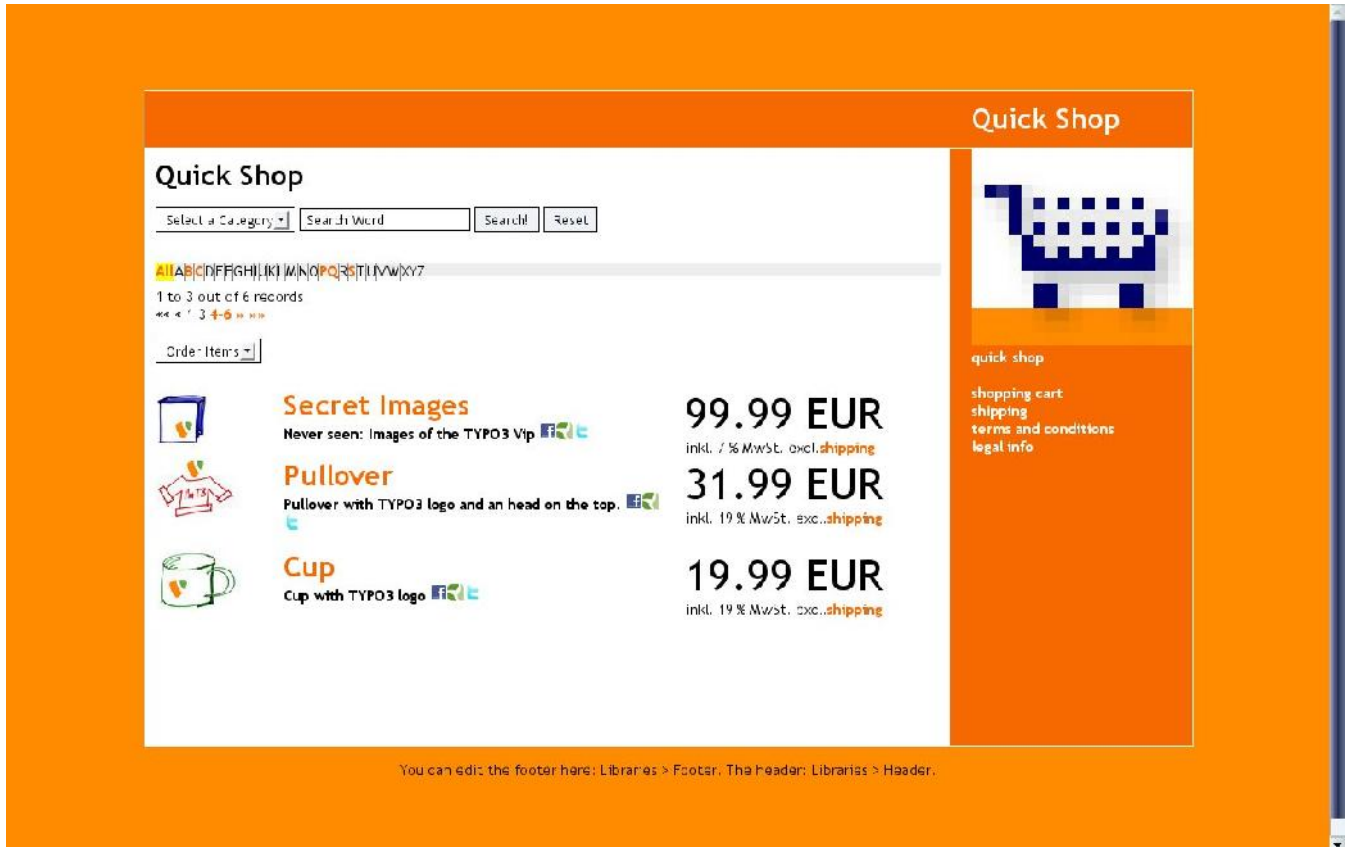 Quick Shop
Quick Shop
Select a Category Search Word Search! Reset
All A|B|C|D|E|F|G|H|I|J|K|L|M|N|O|P|Q|R|S|T|U|V|W|X|Y|Z
1 to 3 out of 6 records
«« « 1-3 4-6 » »»
Order Items
Secret Images
Never seen: Images of the TYPO3 Vip
99.99 EUR
inkl. 7 % MwSt. excl.shipping
Pullover
Pullover with TYPO3 logo and an head on the top.
31.99 EUR
inkl. 19 % MwSt. excl.shipping
Cup
Cup with TYPO3 logo
19.99 EUR
inkl. 19 % MwSt. excl.shipping
quick shop
shopping cart
shipping
terms and conditions
legal info
You can edit the footer here: Libraries > Footer. The header: Libraries > Header.